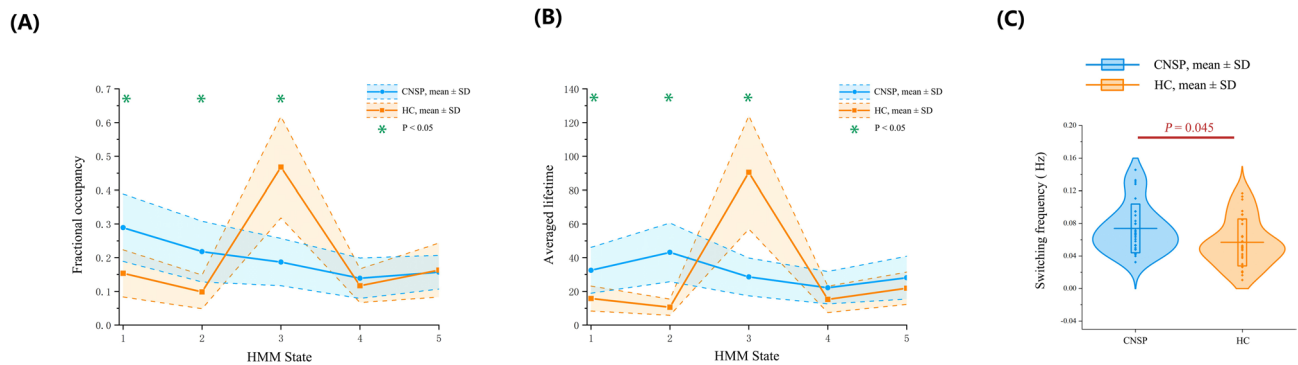 (A)
0.7
0.6
0.5
0.4
0.3
0.2
0.1
0.0
Fractional occupancy
1 2 3 4 5
HMM State
* * *
CNSP, mean ± SD
HC, mean ± SD
* P < 0.05
(B)
140
120
100
80
60
40
20
0
Averaged lifetime
1 2 3 4 5
HMM State
* * *
CNSP, mean ± SD
HC, mean ± SD
* P < 0.05
(C)
CNSP, mean ± SD
HC, mean ± SD
P = 0.045
0.20
0.16
0.12
0.08
0.04
0.00
-0.04
Switching frequency ( Hz)
CNSP HC